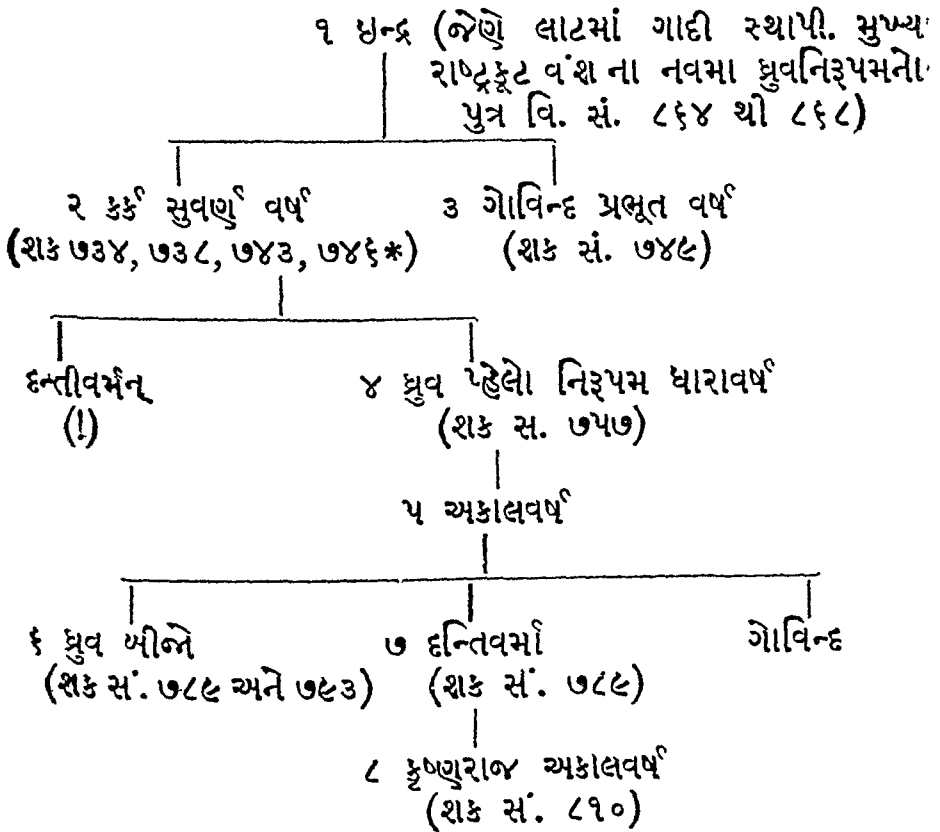 ૧ ઇન્દ્ર (જેણે લાટમાં ગાદી સ્થાપી. મુખ્ય
રાષ્ટ્રકૂટ વંશ ના નવમા ધ્રુવનિરૂપમનો
પુત્ર વિ. સં. ૮૬૪ થી ૮૬૮)
૨ કર્ક સુવર્ણ વર્ષ ૩ ગોવિન્દ પ્રભૂત વર્ષ
(શક ૭૩૪, ૭૩૮, ૭૪૩, ૭૪૬*) (શક સં. ૭૪૯)
દન્તીવર્મન્ ૪ ધ્રુવ પ્હેલો નિરૂપમ ધારાવર્ષ
(!) (શક સ. ૭૫૭)
૫ અકાલવર્ષ
૬ ધ્રુવ બીજો ૭ દન્તિવર્મા ગોવિન્દ
(શક સં. ૭૮૯ અને ૭૯૩) (શક સં. ૭૮૯)
૮ કૃષ્ણરાજ અકાલવર્ષ
(શક સં. ૮૧૦)